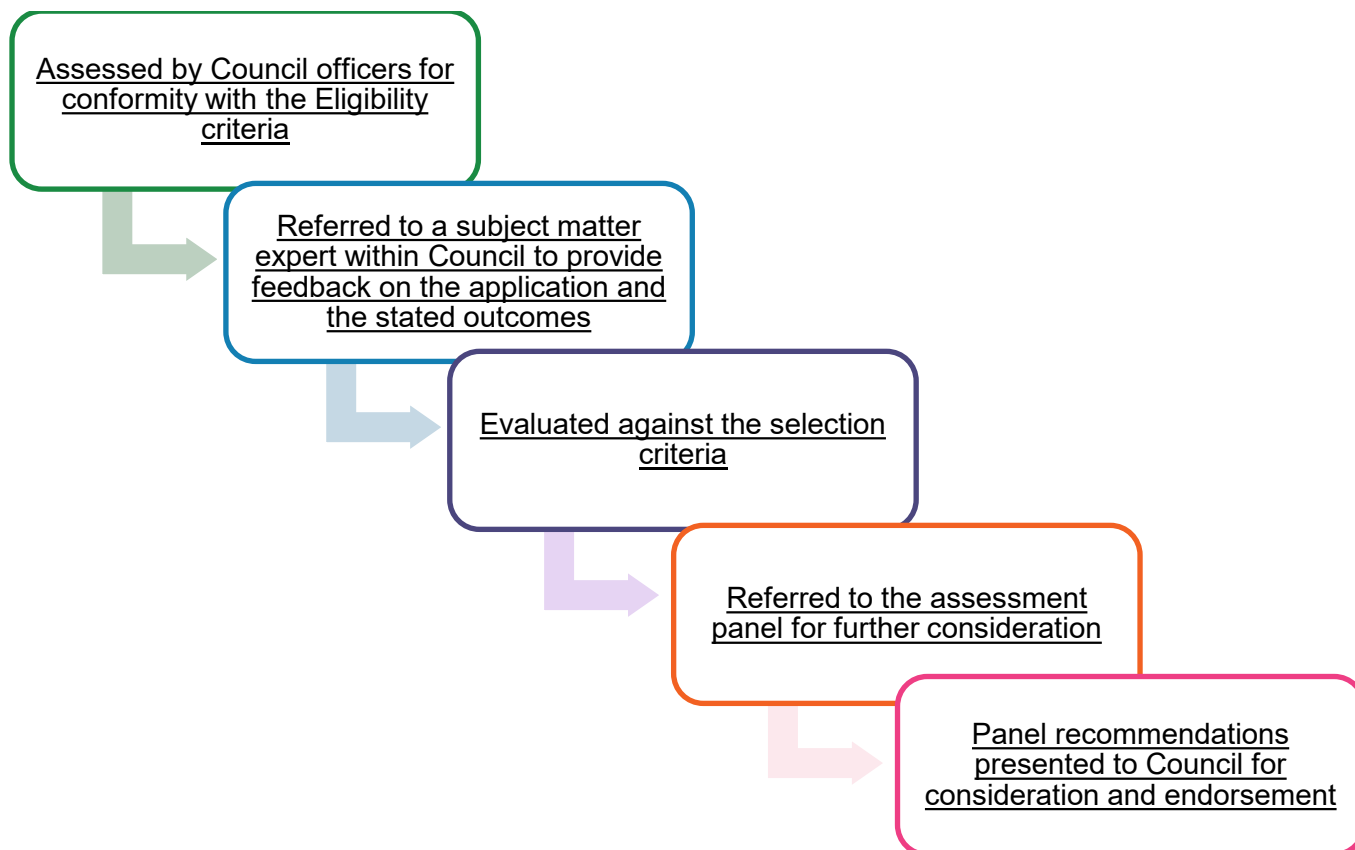 Assessed by Council officers for
conformity with the Eligibility
criteria
Referred to a subject matter
expert within Council to provide
feedback on the application and
the stated outcomes
Evaluated against the selection
criteria
Referred to the assessment
panel for further consideration
Panel recommendations
presented to Council for
consideration and endorsement